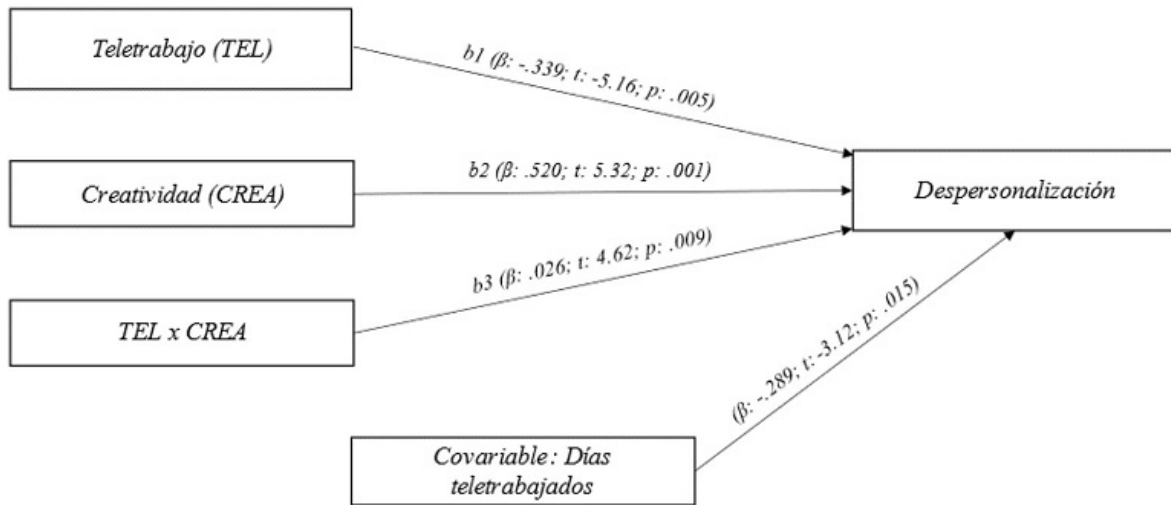 Teletrabajo (TEL)
b1 (β: -.339; t: -5.16; p: .005)
Creatividad (CREA)
b2 (β: .520; t: 5.32; p: .001)
Despersonalización
b3 (β: .026; t: 4.62; p: .009)
TEL x CREA
(β: -.289; t: -3.12; p: .015)
Covariable: Días
teletrabajados